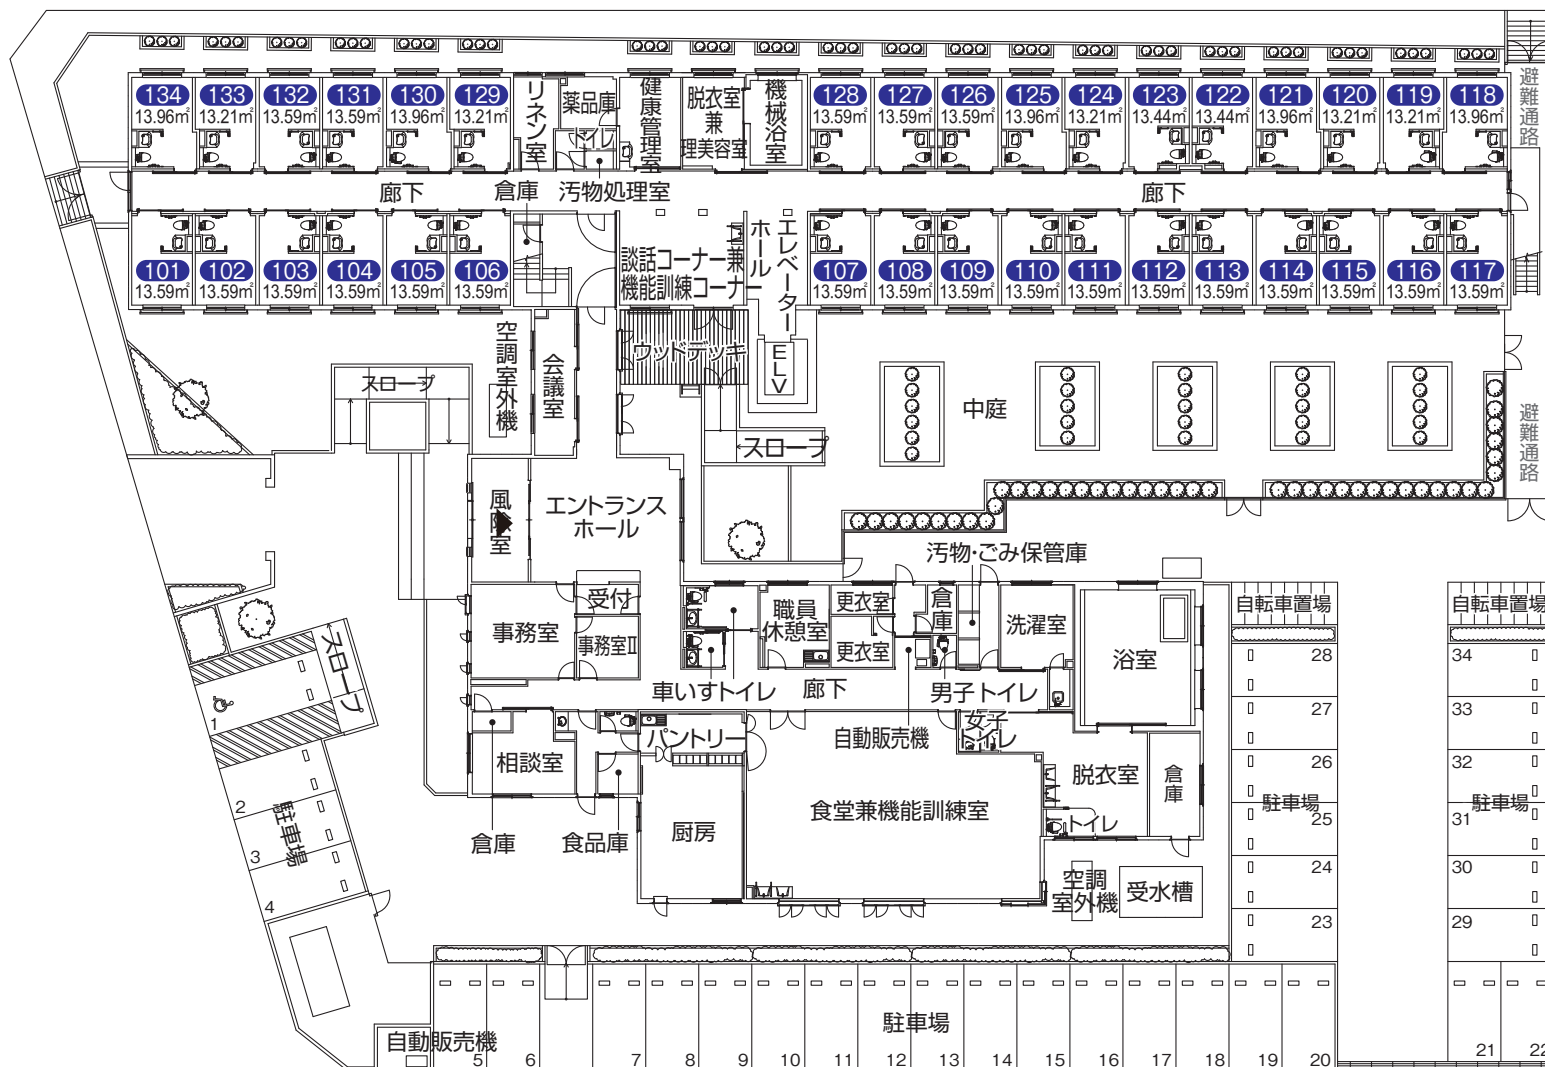 134
13.96m²
133
13.21m²
132
13.59m²
131
13.59m²
130
13.96m²
129
13.21m²
リネン室
薬品庫
トイレ
健康管理室
脱衣室
兼
理美容室
機械浴室
128
13.59m²
127
13.59m²
126
13.59m²
125
13.96m²
124
13.21m²
123
13.44m²
122
13.44m²
121
13.96m²
120
13.21m²
119
13.21m²
118
13.96m²
避難通路
廊下
倉庫
汚物処理室
廊下
101
13.59m²
102
13.59m²
103
13.59m²
104
13.59m²
105
13.59m²
106
13.59m²
談話コーナー兼
機能訓練コーナー
エレベーター
ホール
107
13.59m²
108
13.59m²
109
13.59m²
110
13.59m²
111
13.59m²
112
13.59m²
113
13.59m²
114
13.59m²
115
13.59m²
116
13.59m²
117
13.59m²
空調室外機
会議室
ウッドデッキ
ELV
スロープ
スロープ
中庭
避難通路
風除室
エントランス
ホール
汚物・ごみ保管庫
受付
事務室
事務室Ⅱ
職員
休憩室
更衣室
更衣室
倉庫
洗濯室
浴室
自転車置場
自転車置場
車いすトイレ
廊下
男子トイレ
自動販売機
女子
トイレ
スロープ
1
2
3
4
駐車場
相談室
パントリー
倉庫
食品庫
厨房
食堂兼機能訓練室
脱衣室
トイレ
倉庫
空調
室外機
受水槽
28
27
26
駐車場
25
24
23
34
33
32
駐車場
31
30
29
自動販売機
駐車場
5
6
7
8
9
10
11
12
13
14
15
16
17
18
19
20
21
22